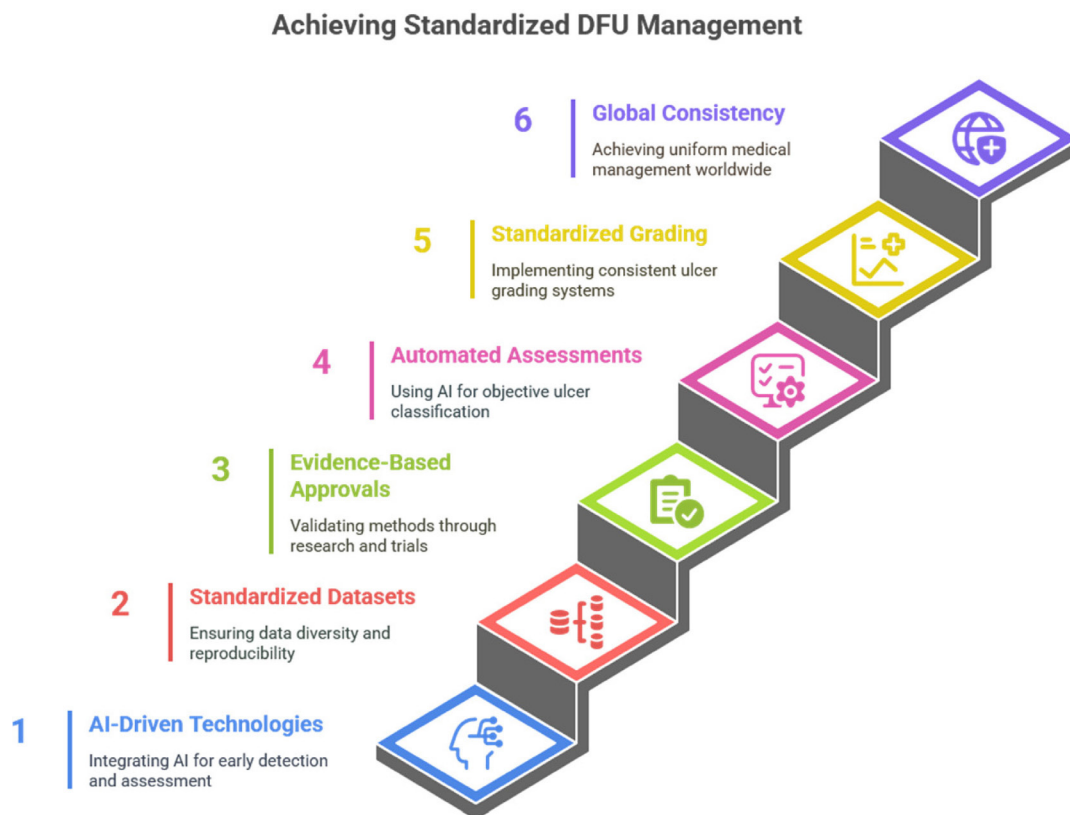 Achieving Standardized DFU Management
6
Global Consistency
Achieving uniform medical
management worldwide
5
Standardized Grading
Implementing consistent ulcer
grading systems
4
Automated Assessments
Using AI for objective ulcer
classification
3
Evidence-Based
Approvals
Validating methods through
research and trials
2
Standardized Datasets
Ensuring data diversity and
reproducibility
1
AI-Driven Technologies
Integrating AI for early detection
and assessment